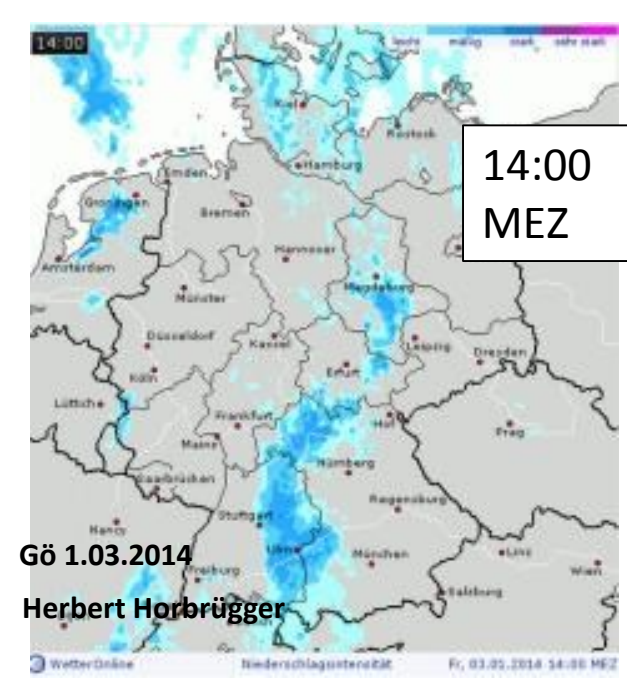 14:00
leicht mäßig stark sehr stark
Kiel
Rostock
Hamburg
Emden
Groningen
Bremen
14:00
MEZ
Amsterdam
Hannover
Magdeburg
Münster
Düsseldorf
Kassel
Leipzig
Dresden
Köln
Erfurt
Lüttich
Frankfurt
Hof
Prag
Mainz
Nürnberg
Saarbrücken
Regensburg
Stuttgart
Nancy
Gö 1.03.2014
Ulm
München
Linz
Wien
Freiburg
Salzburg
Herbert Horbrügger
WetterOnline Niederschlagsintensität Fr, 03.01.2014 14:00 MEZ